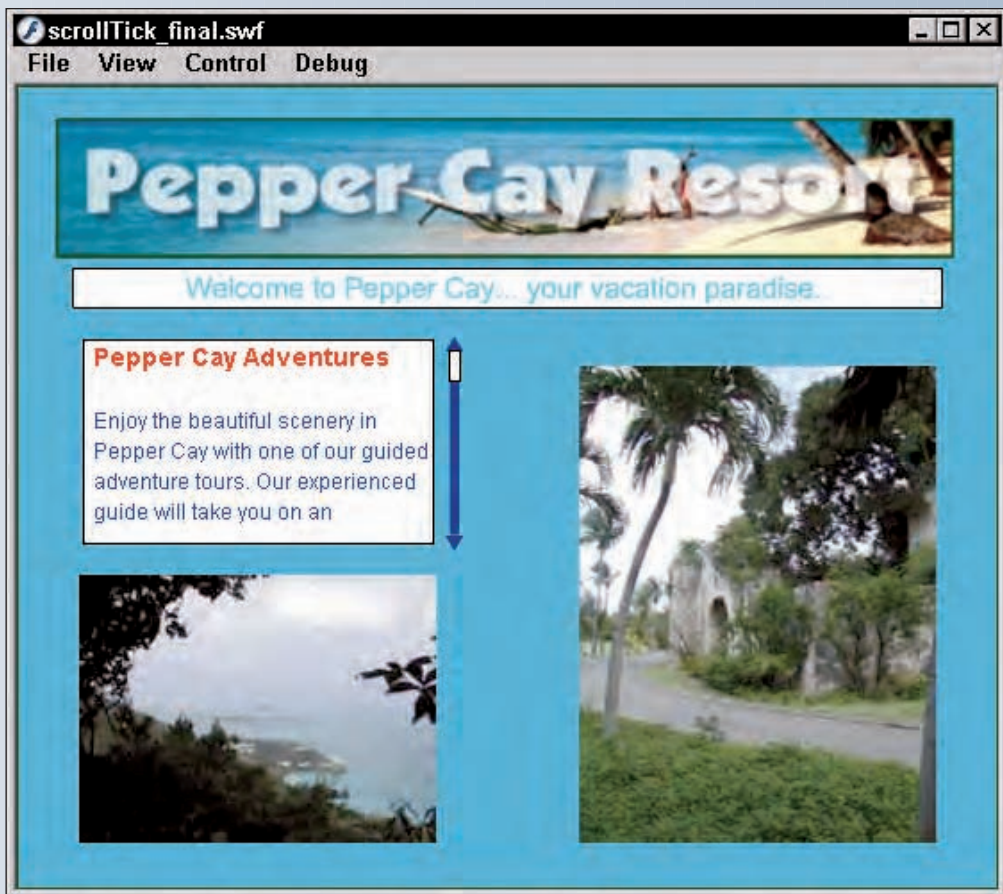 scrollTick_final.swf
File View Control Debug
Pepper Cay Resort
Welcome to Pepper Cay... your vacation paradise.
Pepper Cay Adventures
Enjoy the beautiful scenery in
Pepper Cay with one of our guided
adventure tours. Our experienced
guide will take you on an